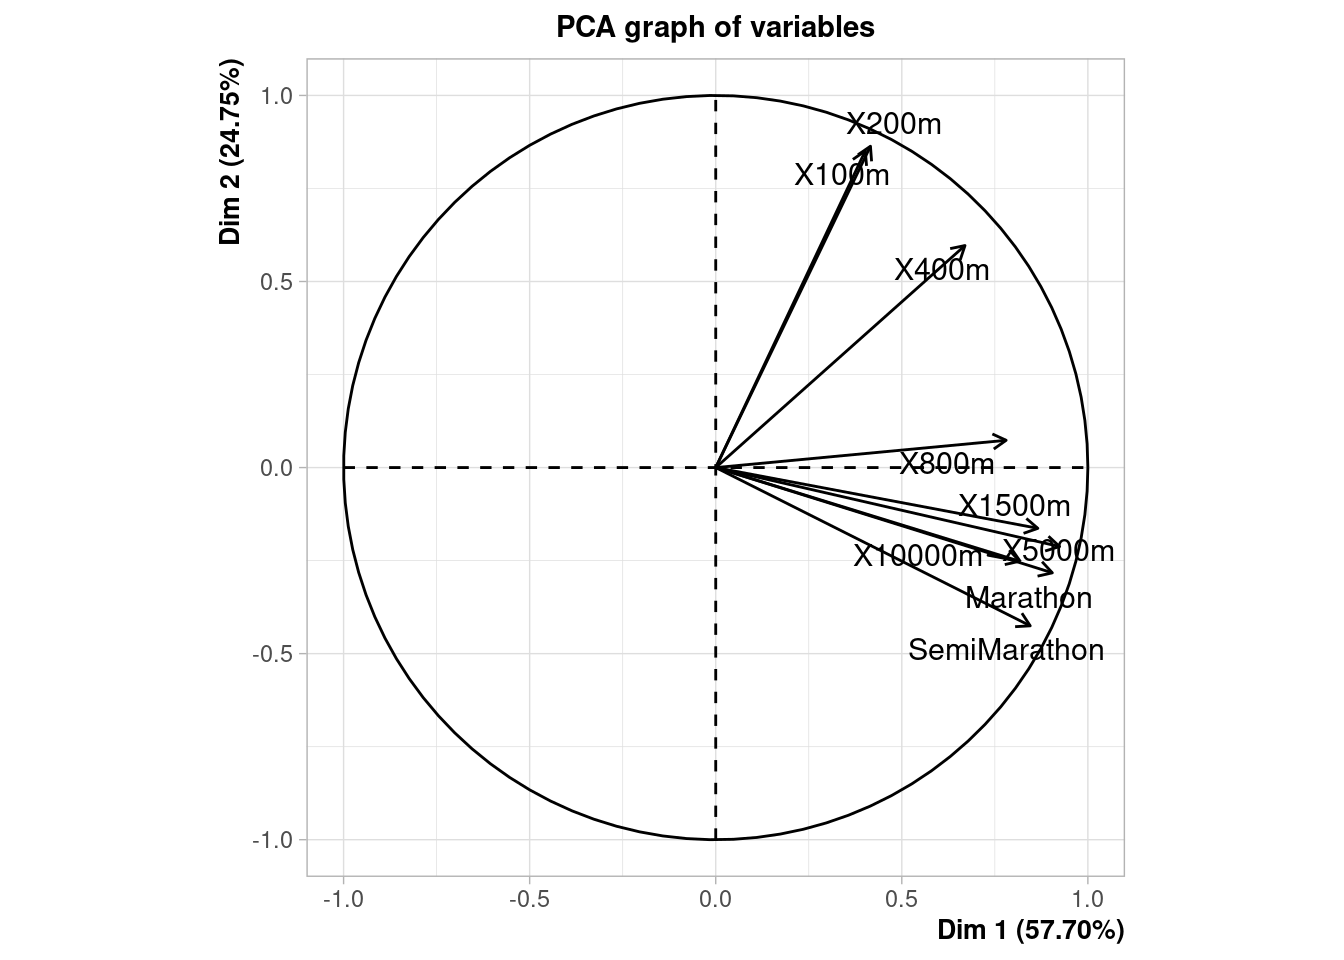 PCA graph of variables
Dim 2 (24.75%)
1.0
0.5
0.0
-0.5
-1.0
X200m
X100m
X400m
X800m
X1500m
X5000m
X10000m
Marathon
SemiMarathon
-1.0
-0.5
0.0
0.5
1.0
Dim 1 (57.70%)